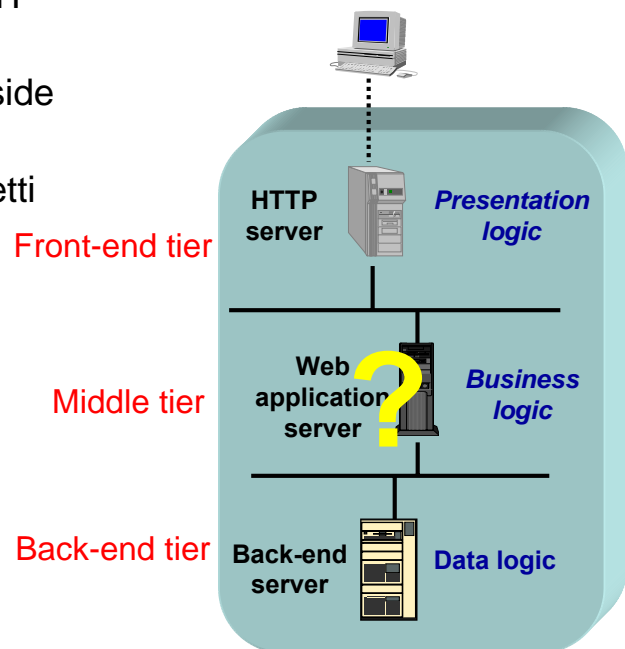 side
etti
HTTP
server
Presentation
logic
Front-end tier
Web
application
server
?
Business
logic
Middle tier
Back-end tier
Back-end
server
Data logic